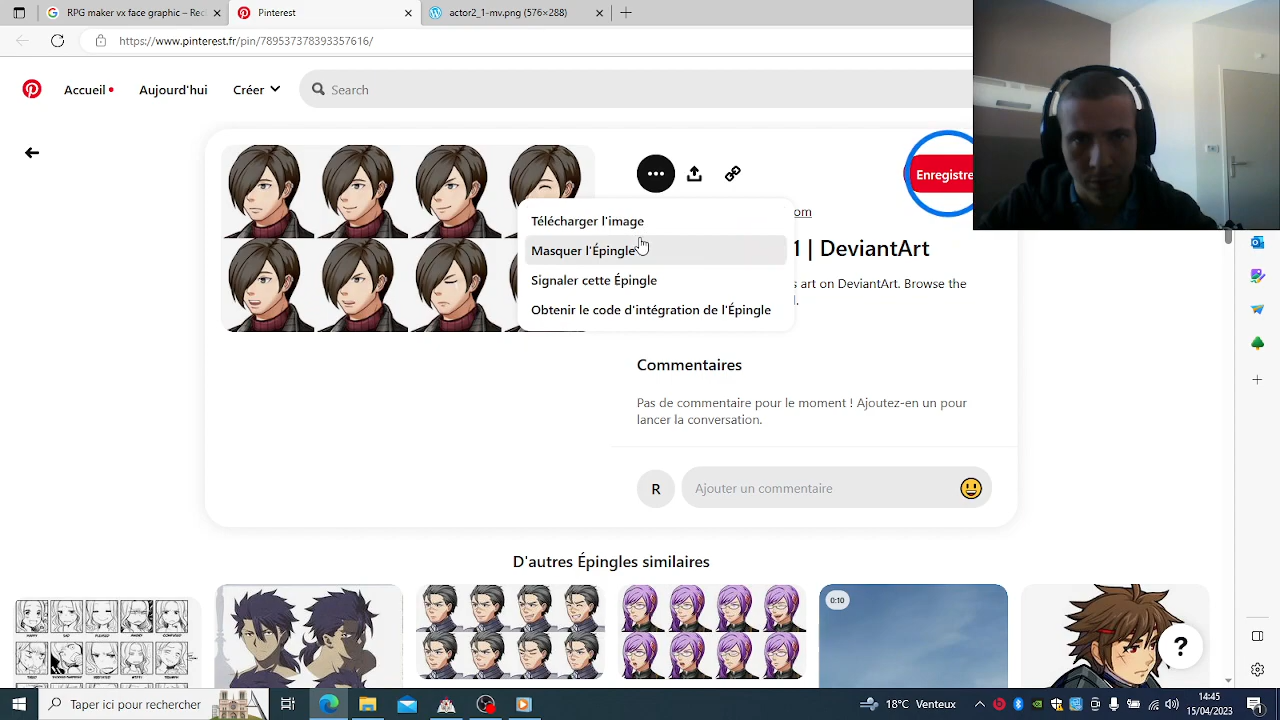 RPG maker vx face graphic – Rec
Pinterest
actor2_1-mv.png (576×288)
https://www.pinterest.fr/pin/789537378393357616/
Accueil
Aujourd'hui
Créer
Search
Enregistre
Télécharger l'image
Masquer l'Épingle
Signaler cette Épingle
Obtenir le code d'intégration de l'Épingle
om
1 | DeviantArt
s art on DeviantArt. Browse the
.
Commentaires
Pas de commentaire pour le moment ! Ajoutez-en un pour
lancer la conversation.
R
Ajouter un commentaire
D'autres Épingles similaires
0:10
?
Taper ici pour rechercher
18°C Venteux
14:45
15/04/2023